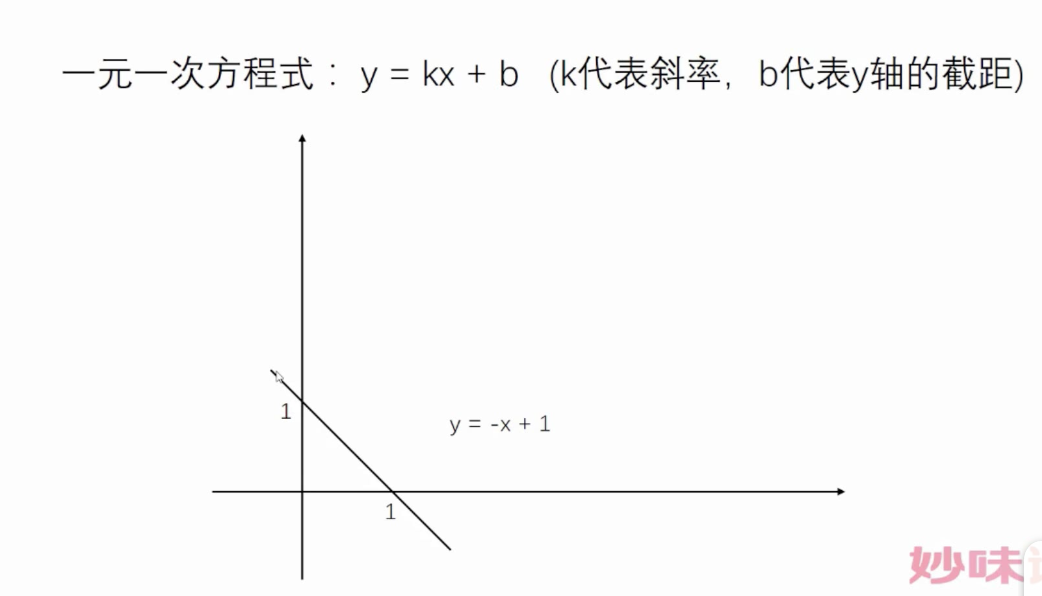 一元一次方程式： y = kx + b （k代表斜率，b代表y轴的截距)
1
y = -x + 1
1
妙味